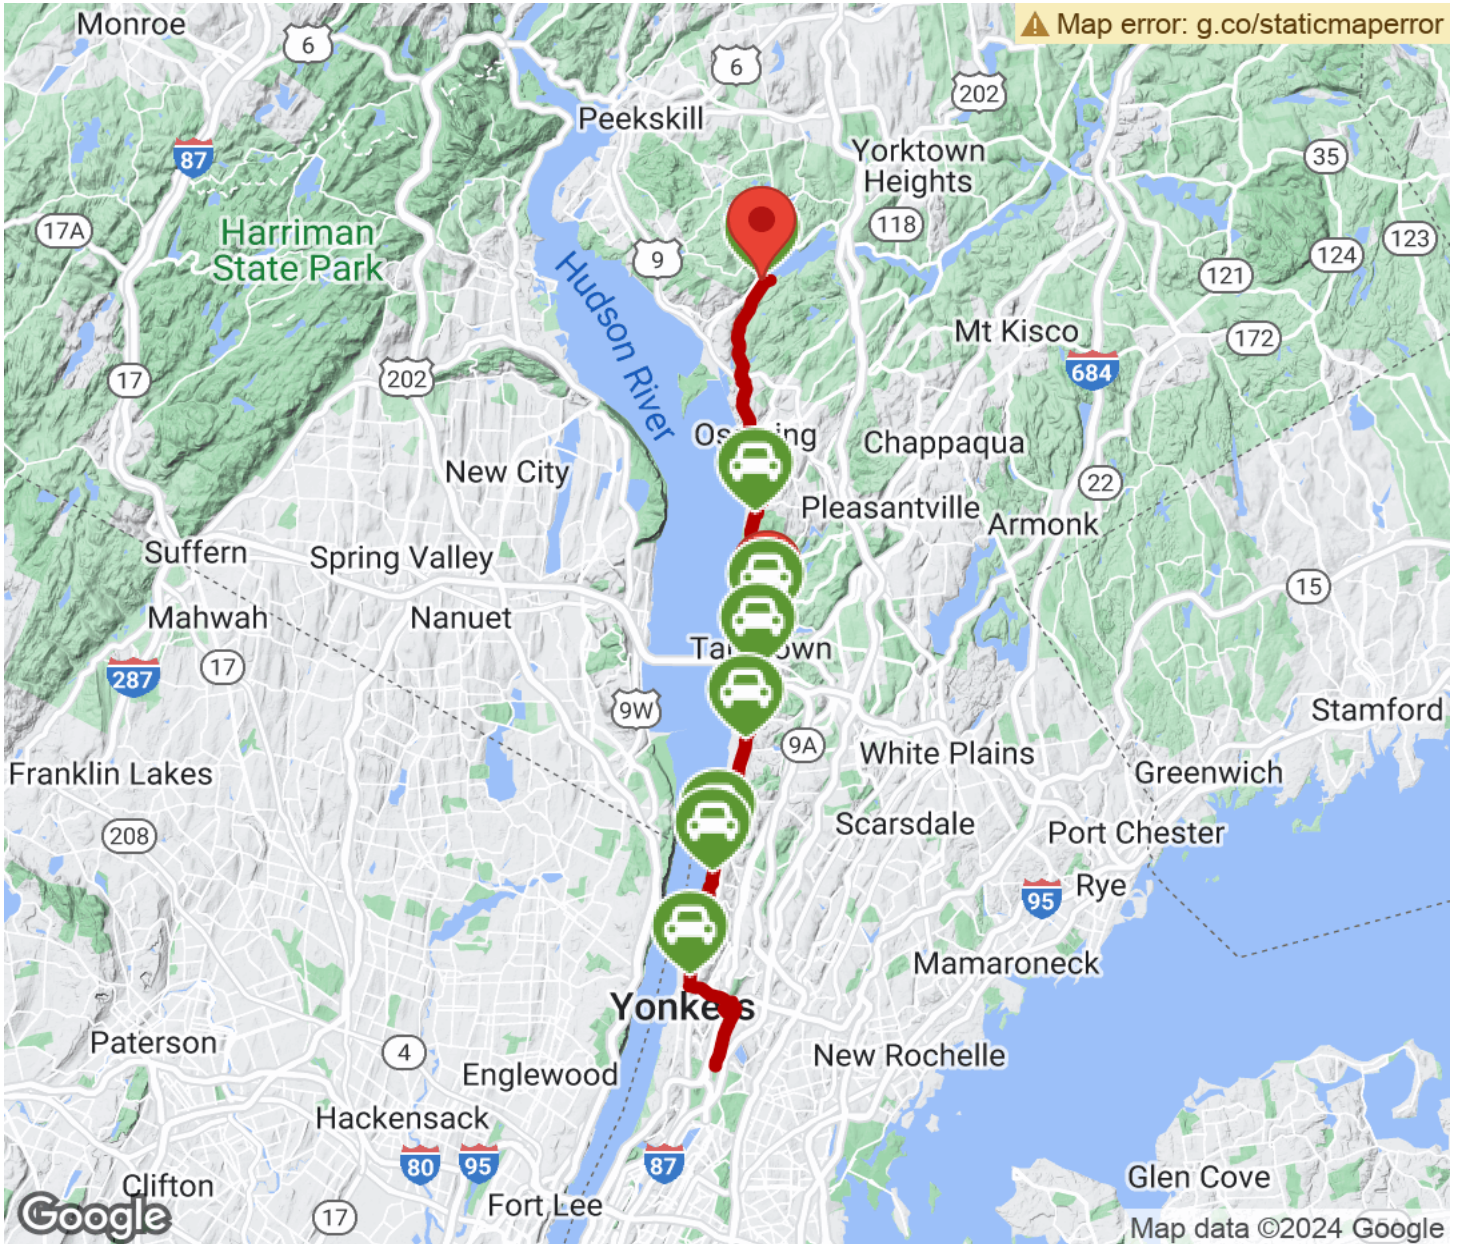 Monroe
6
Map error: g.co/staticmaperror
6
202
Peekskill
87
Yorktown
Heights
35
17A
Harriman
State Park
118
9
123
124
121
Hudson River
Mt Kisco
172
17
202
684
Chappaqua
New City
22
Pleasantville
Armonk
Suffern
Spring Valley
15
Mahwah
Nanuet
17
287
9W
Stamford
9A
White Plains
Franklin Lakes
Greenwich
208
Scarsdale
Port Chester
95
Rye
Mamaroneck
Paterson
4
New Rochelle
Englewood
Hackensack
80
95
87
Clifton
Glen Cove
Google
17
Fort Lee
Map data ©2024 Google